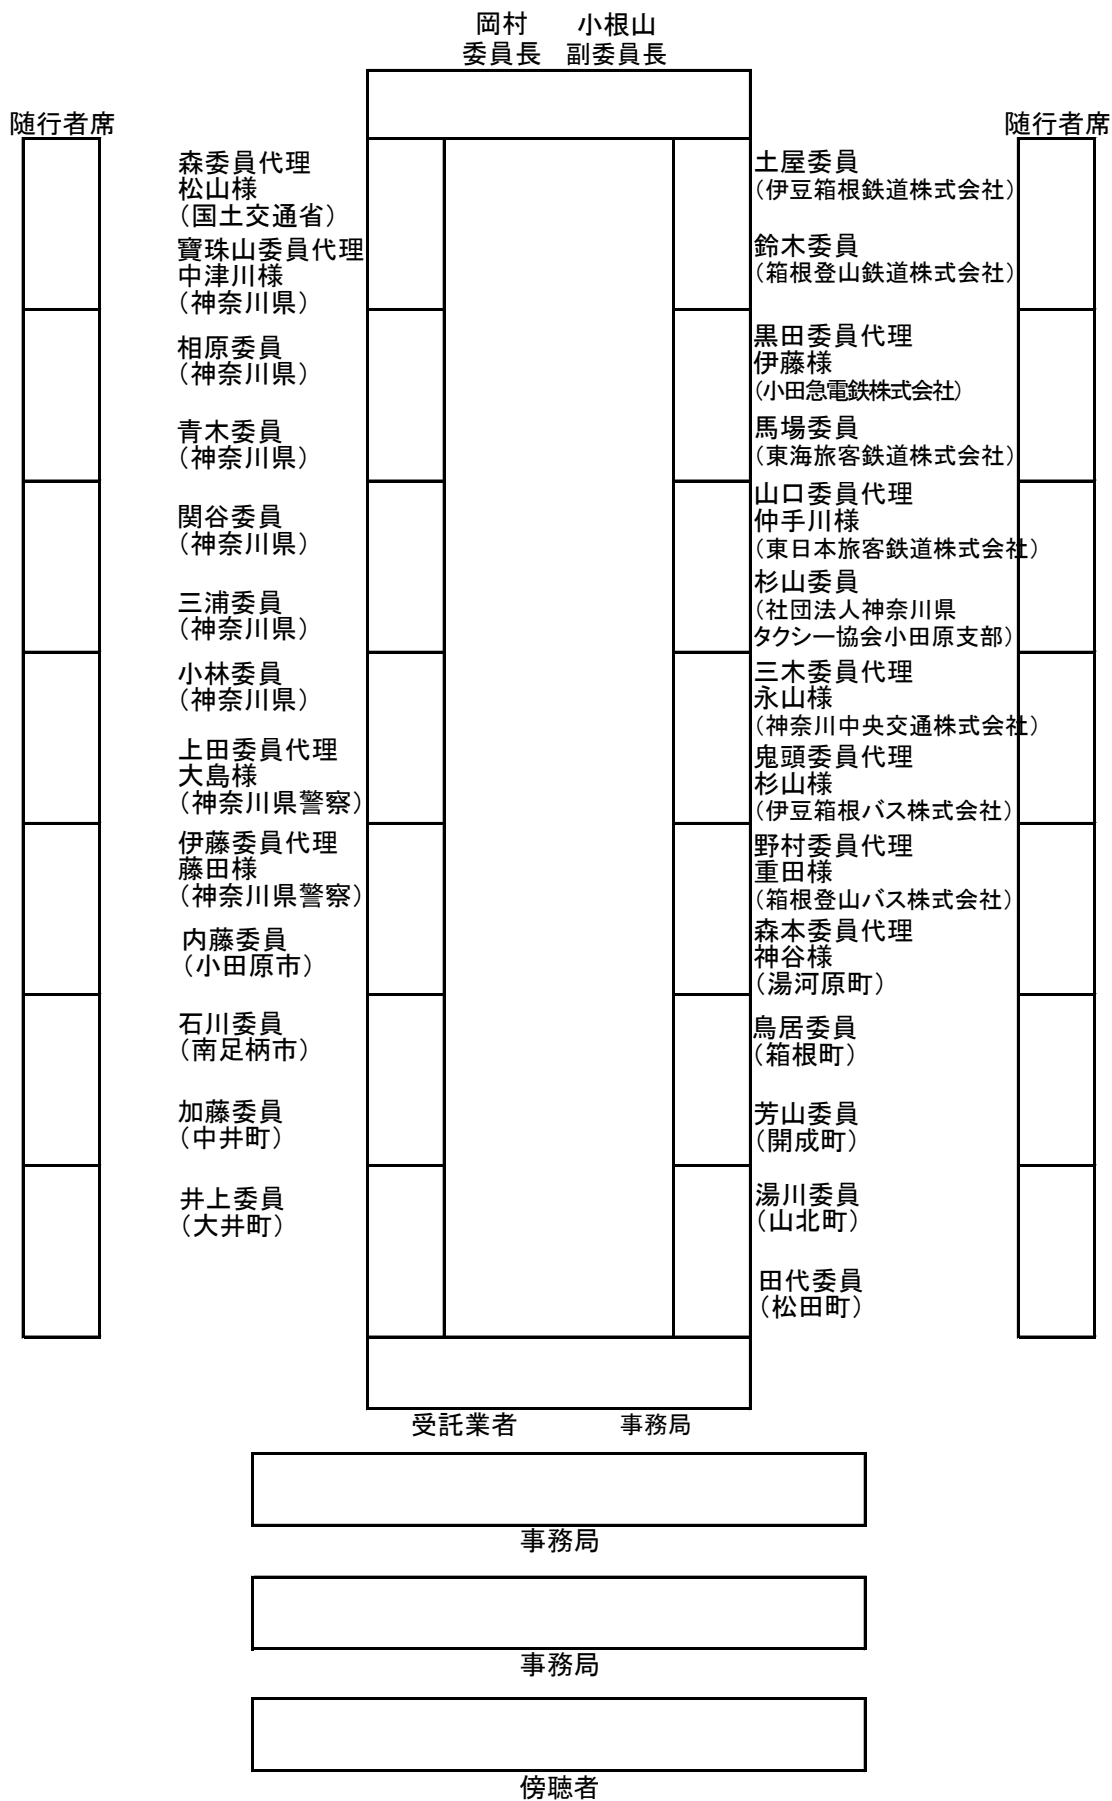 岡村　　小根山
委員長　副委員長
随行者席
随行者席
森委員代理
松山様
（国土交通省）
寶珠山委員代理
中津川様
（神奈川県）
相原委員
（神奈川県）
青木委員
（神奈川県）
関谷委員
（神奈川県）
三浦委員
（神奈川県）
小林委員
（神奈川県）
上田委員代理
大島様
（神奈川県警察）
伊藤委員代理
藤田様
（神奈川県警察）
内藤委員
（小田原市）
石川委員
（南足柄市）
加藤委員
（中井町）
井上委員
（大井町）
土屋委員
（伊豆箱根鉄道株式会社）
鈴木委員
（箱根登山鉄道株式会社）
黒田委員代理
伊藤様
（小田急電鉄株式会社）
馬場委員
（東海旅客鉄道株式会社）
山口委員代理
仲手川様
（東日本旅客鉄道株式会社）
杉山委員
（社団法人神奈川県
タクシー協会小田原支部）
三木委員代理
永山様
（神奈川中央交通株式会社）
鬼頭委員代理
杉山様
（伊豆箱根バス株式会社）
野村委員代理
重田様
（箱根登山バス株式会社）
森本委員代理
神谷様
（湯河原町）
鳥居委員
（箱根町）
芳山委員
（開成町）
湯川委員
（山北町）
田代委員
（松田町）
受託業者　　　　事務局
事務局
事務局
傍聴者